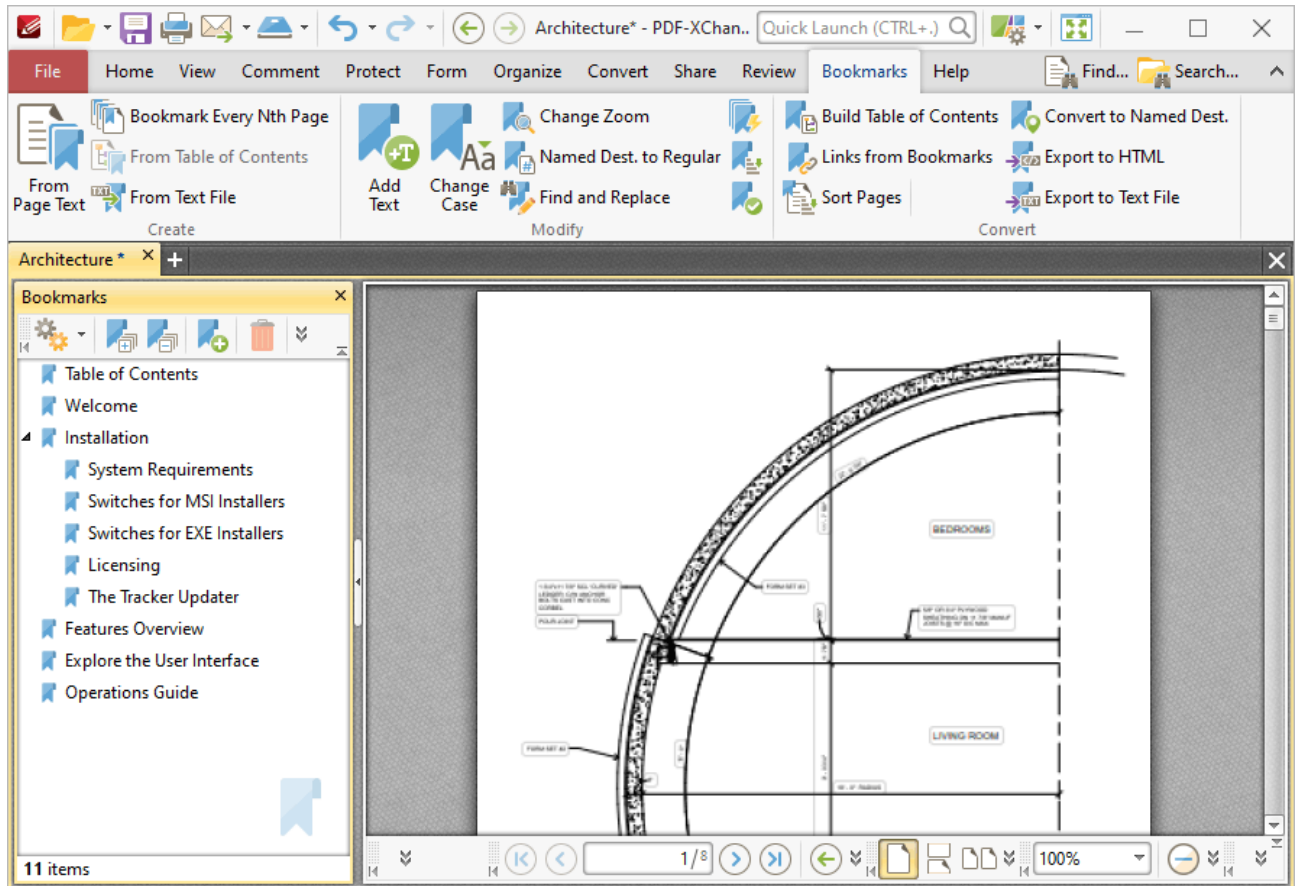 Architecture* - PDF-XChan.. Quick Launch (CTRL+.)
File Home View Comment Protect Form Organize Convert Share Review Bookmarks Help Find... Search...
From Page Text
Bookmark Every Nth Page
From Table of Contents
From Text File
Create
Add Text
Change Case
Change Zoom
Named Dest. to Regular
Find and Replace
Modify
Build Table of Contents
Links from Bookmarks
Sort Pages
Convert to Named Dest.
Export to HTML
Export to Text File
Convert
Architecture *
Bookmarks
Table of Contents
Welcome
Installation
System Requirements
Switches for MSI Installers
Switches for EXE Installers
Licensing
The Tracker Updater
Features Overview
Explore the User Interface
Operations Guide
11 items
BEDROOMS
POUR JOINT
LIVING ROOM
1/8
100%